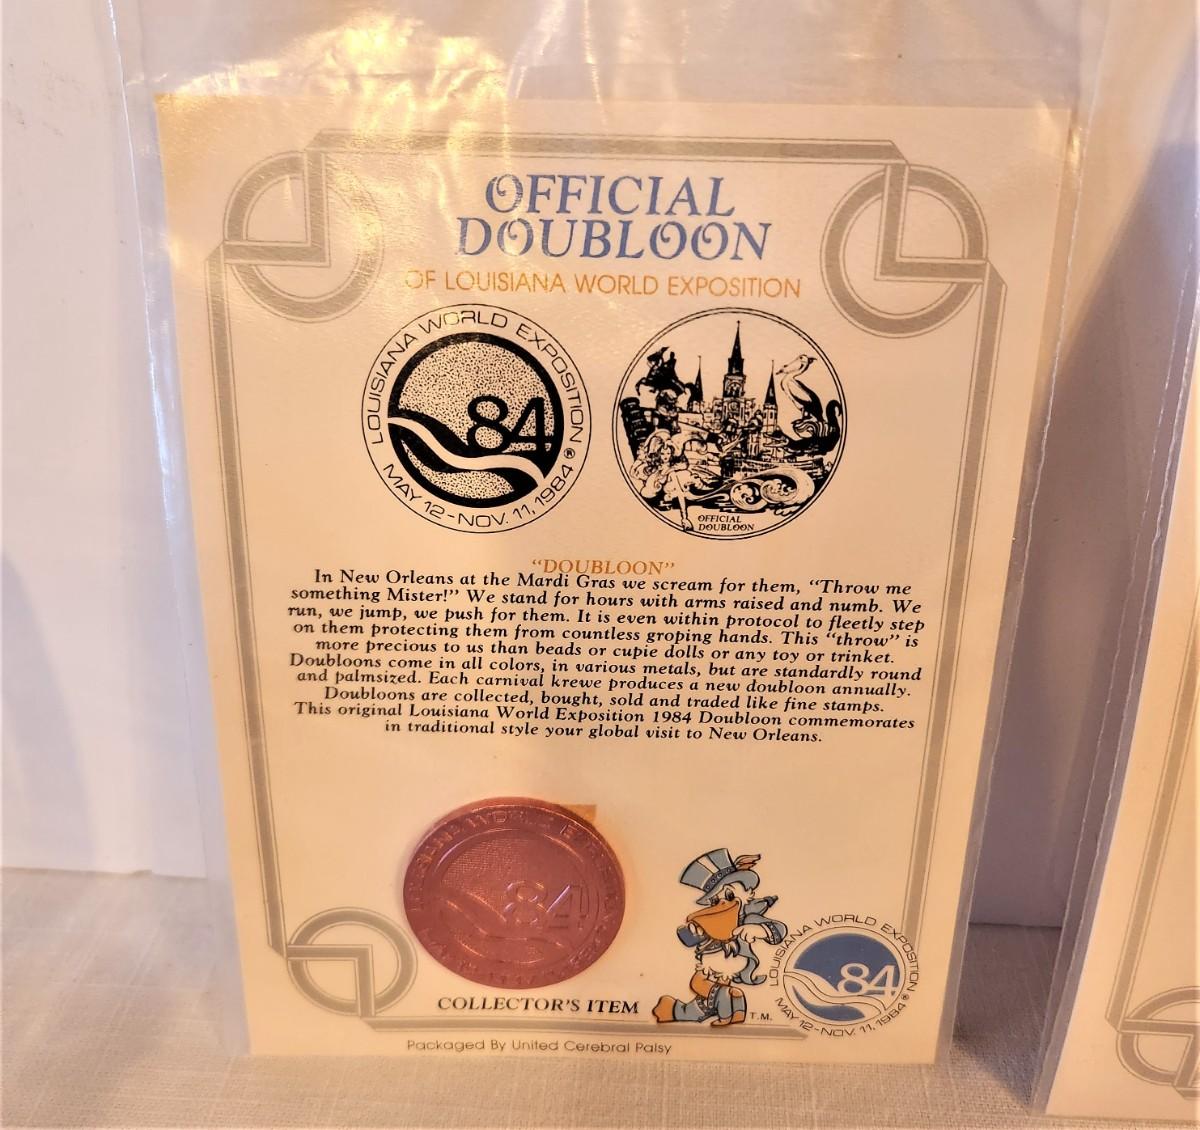 OFFICIAL
DOUBLOON
OF LOUISIANA WORLD EXPOSITION
LOUISIANA WORLD EXPOSITION
84
MAY 12-NOV. 11, 1984 ®
OFFICIAL
DOUBLOON
"DOUBLOON"
In New Orleans at the Mardi Gras we scream for them, "Throw me
something Mister!" We stand for hours with arms raised and numb. We
run, we jump, we push for them. It is even within protocol to fleetly step
on them protecting them from countless groping hands. This "throw" is
more precious to us than beads or cupie dolls or any toy or trinket.
Doubloons come in all colors, in various metals, but are standardly round
and palmsized. Each carnival krewe produces a new doubloon annually.
Doubloons are collected, bought, sold and traded like fine stamps.
This original Louisiana World Exposition 1984 Doubloon commemorates
in traditional style your global visit to New Orleans.
LOUISIANA WORLD EXPOSITION
84
COLLECTOR'S ITEM
T.M.
LOUISIANA WORLD EXPOSITION
84
MAY 12-NOV. 11, 1984 ®
Packaged By United Cerebral Palsy